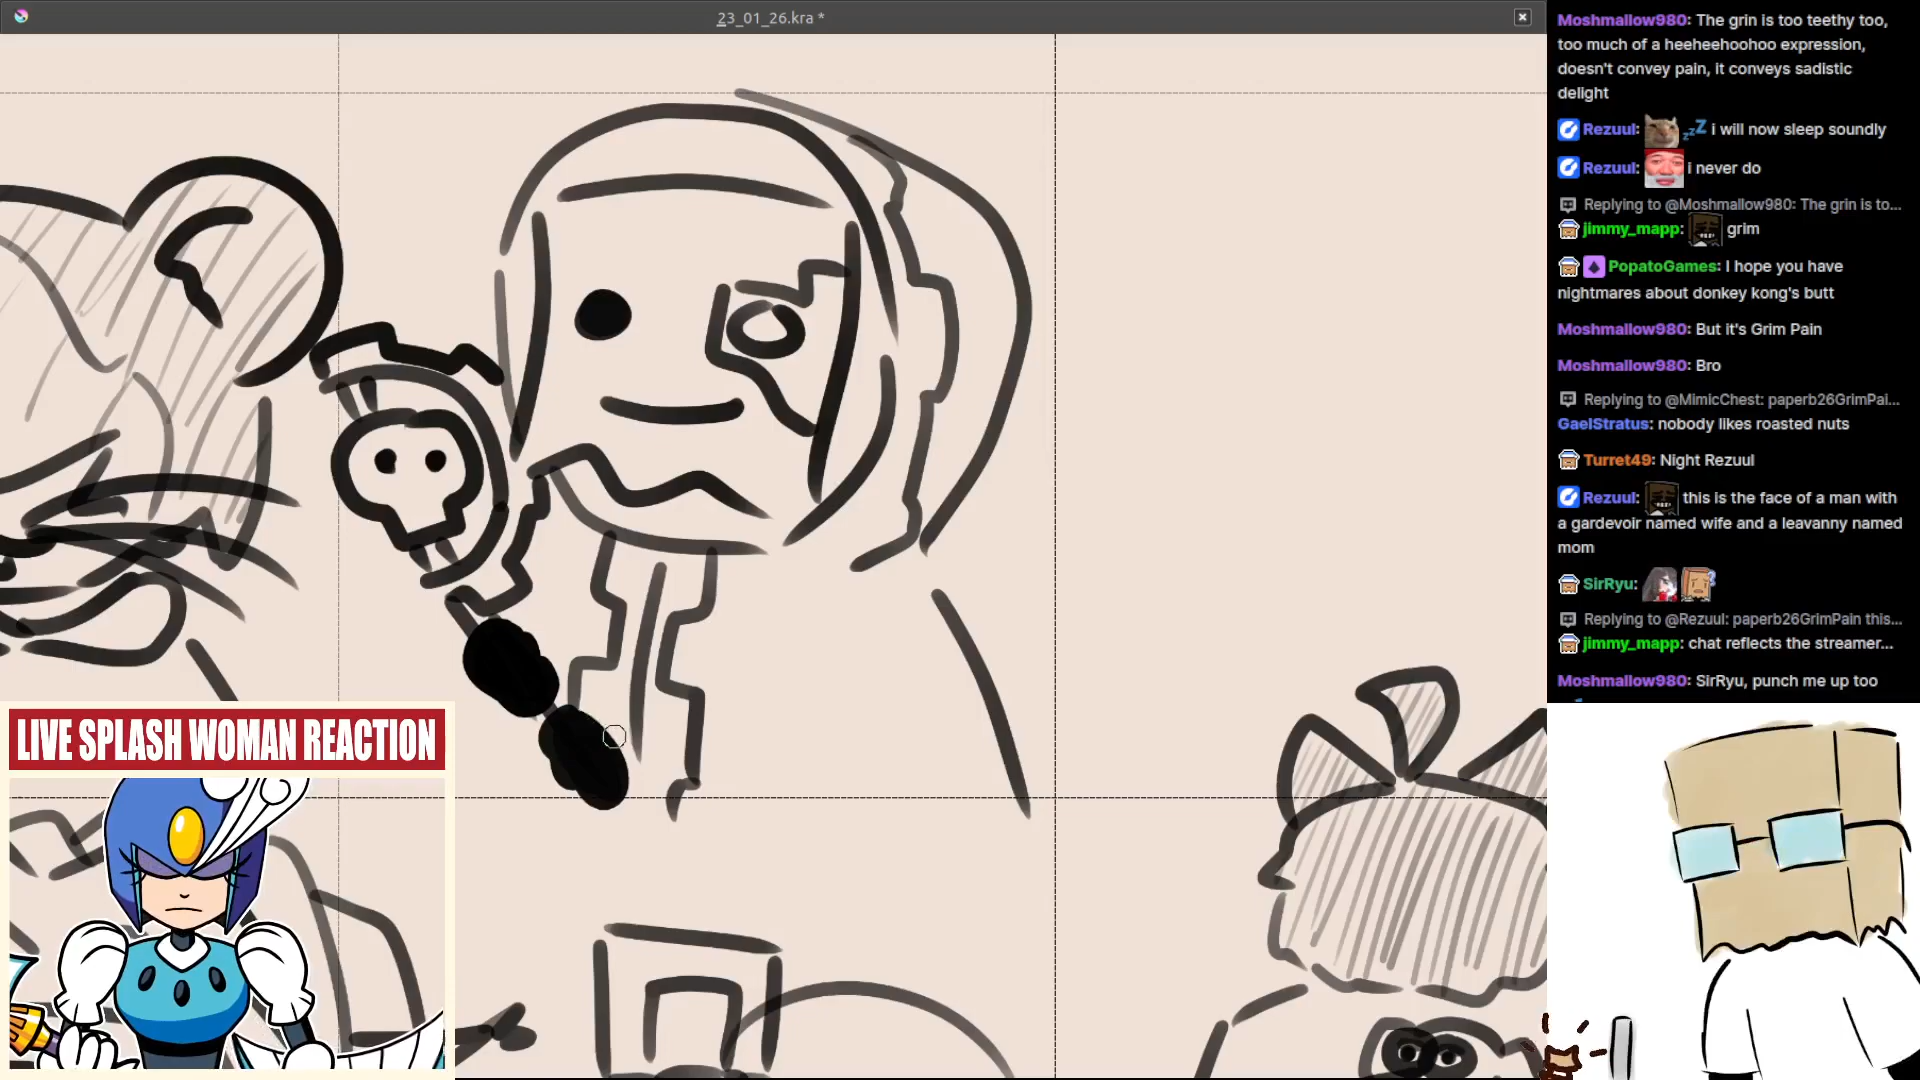 23_01_26.kra *
Moshmallow980: The grin is too teethy too,
too much of a heeheehoohoo expression,
doesn't convey pain, it conveys sadistic
delight
Rezuul: i will now sleep soundly
Rezuul: i never do
Replying to @Moshmallow980: The grin is to...
jimmy_mapp: grim
PopatoGames: I hope you have
nightmares about donkey kong's butt
Moshmallow980: But it's Grim Pain
Moshmallow980: Bro
Replying to @MimicChest: paperb26GrimPai...
GaelStratus: nobody likes roasted nuts
Turret49: Night Rezuul
Rezuul: this is the face of a man with
a gardevoir named wife and a leavanny named
mom
SirRyu:
Replying to @Rezuul: paperb26GrimPain this...
jimmy_mapp: chat reflects the streamer...
Moshmallow980: SirRyu, punch me up too
LIVE SPLASH WOMAN REACTION